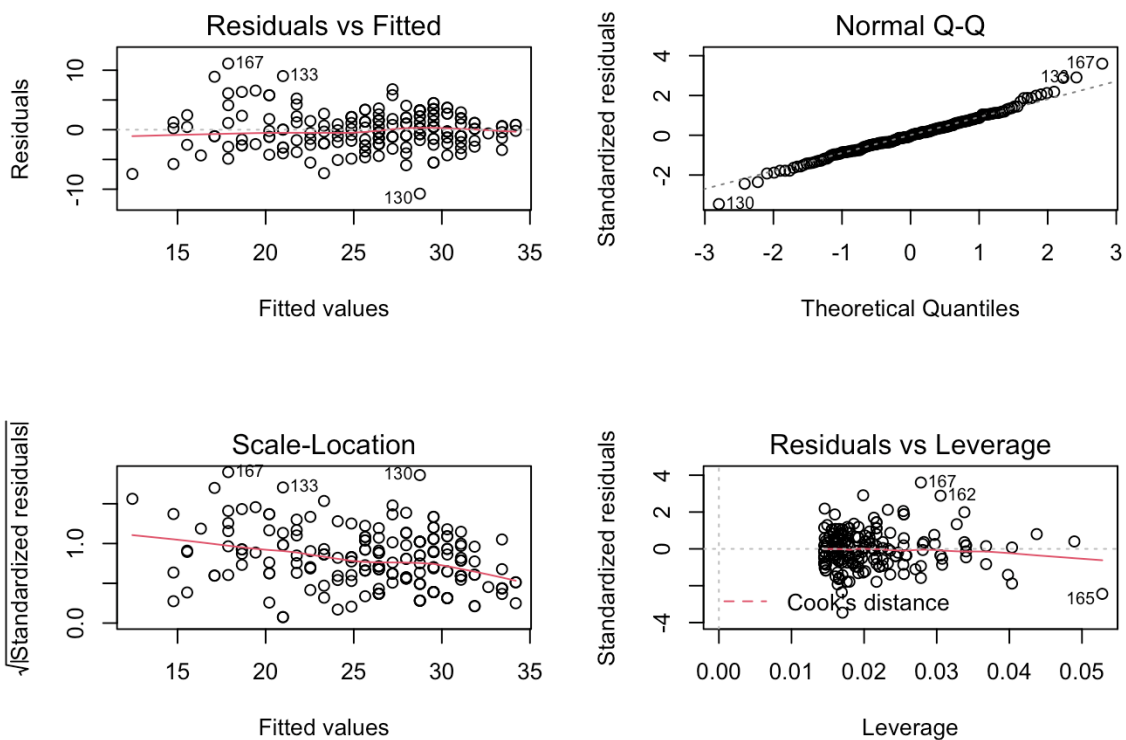 Residuals vs Fitted
Residuals
10
0
-10
167
133
130
15 20 25 30 35
Fitted values
Normal Q-Q
Standardized residuals
4
2
0
-2
167
133
130
-3 -2 -1 0 1 2 3
Theoretical Quantiles
Scale-Location
√|Standardized residuals|
1.0
0.0
167
130
133
15 20 25 30 35
Fitted values
Residuals vs Leverage
Standardized residuals
4
2
0
-4
167
162
165
Cook's distance
0.00 0.01 0.02 0.03 0.04 0.05
Leverage